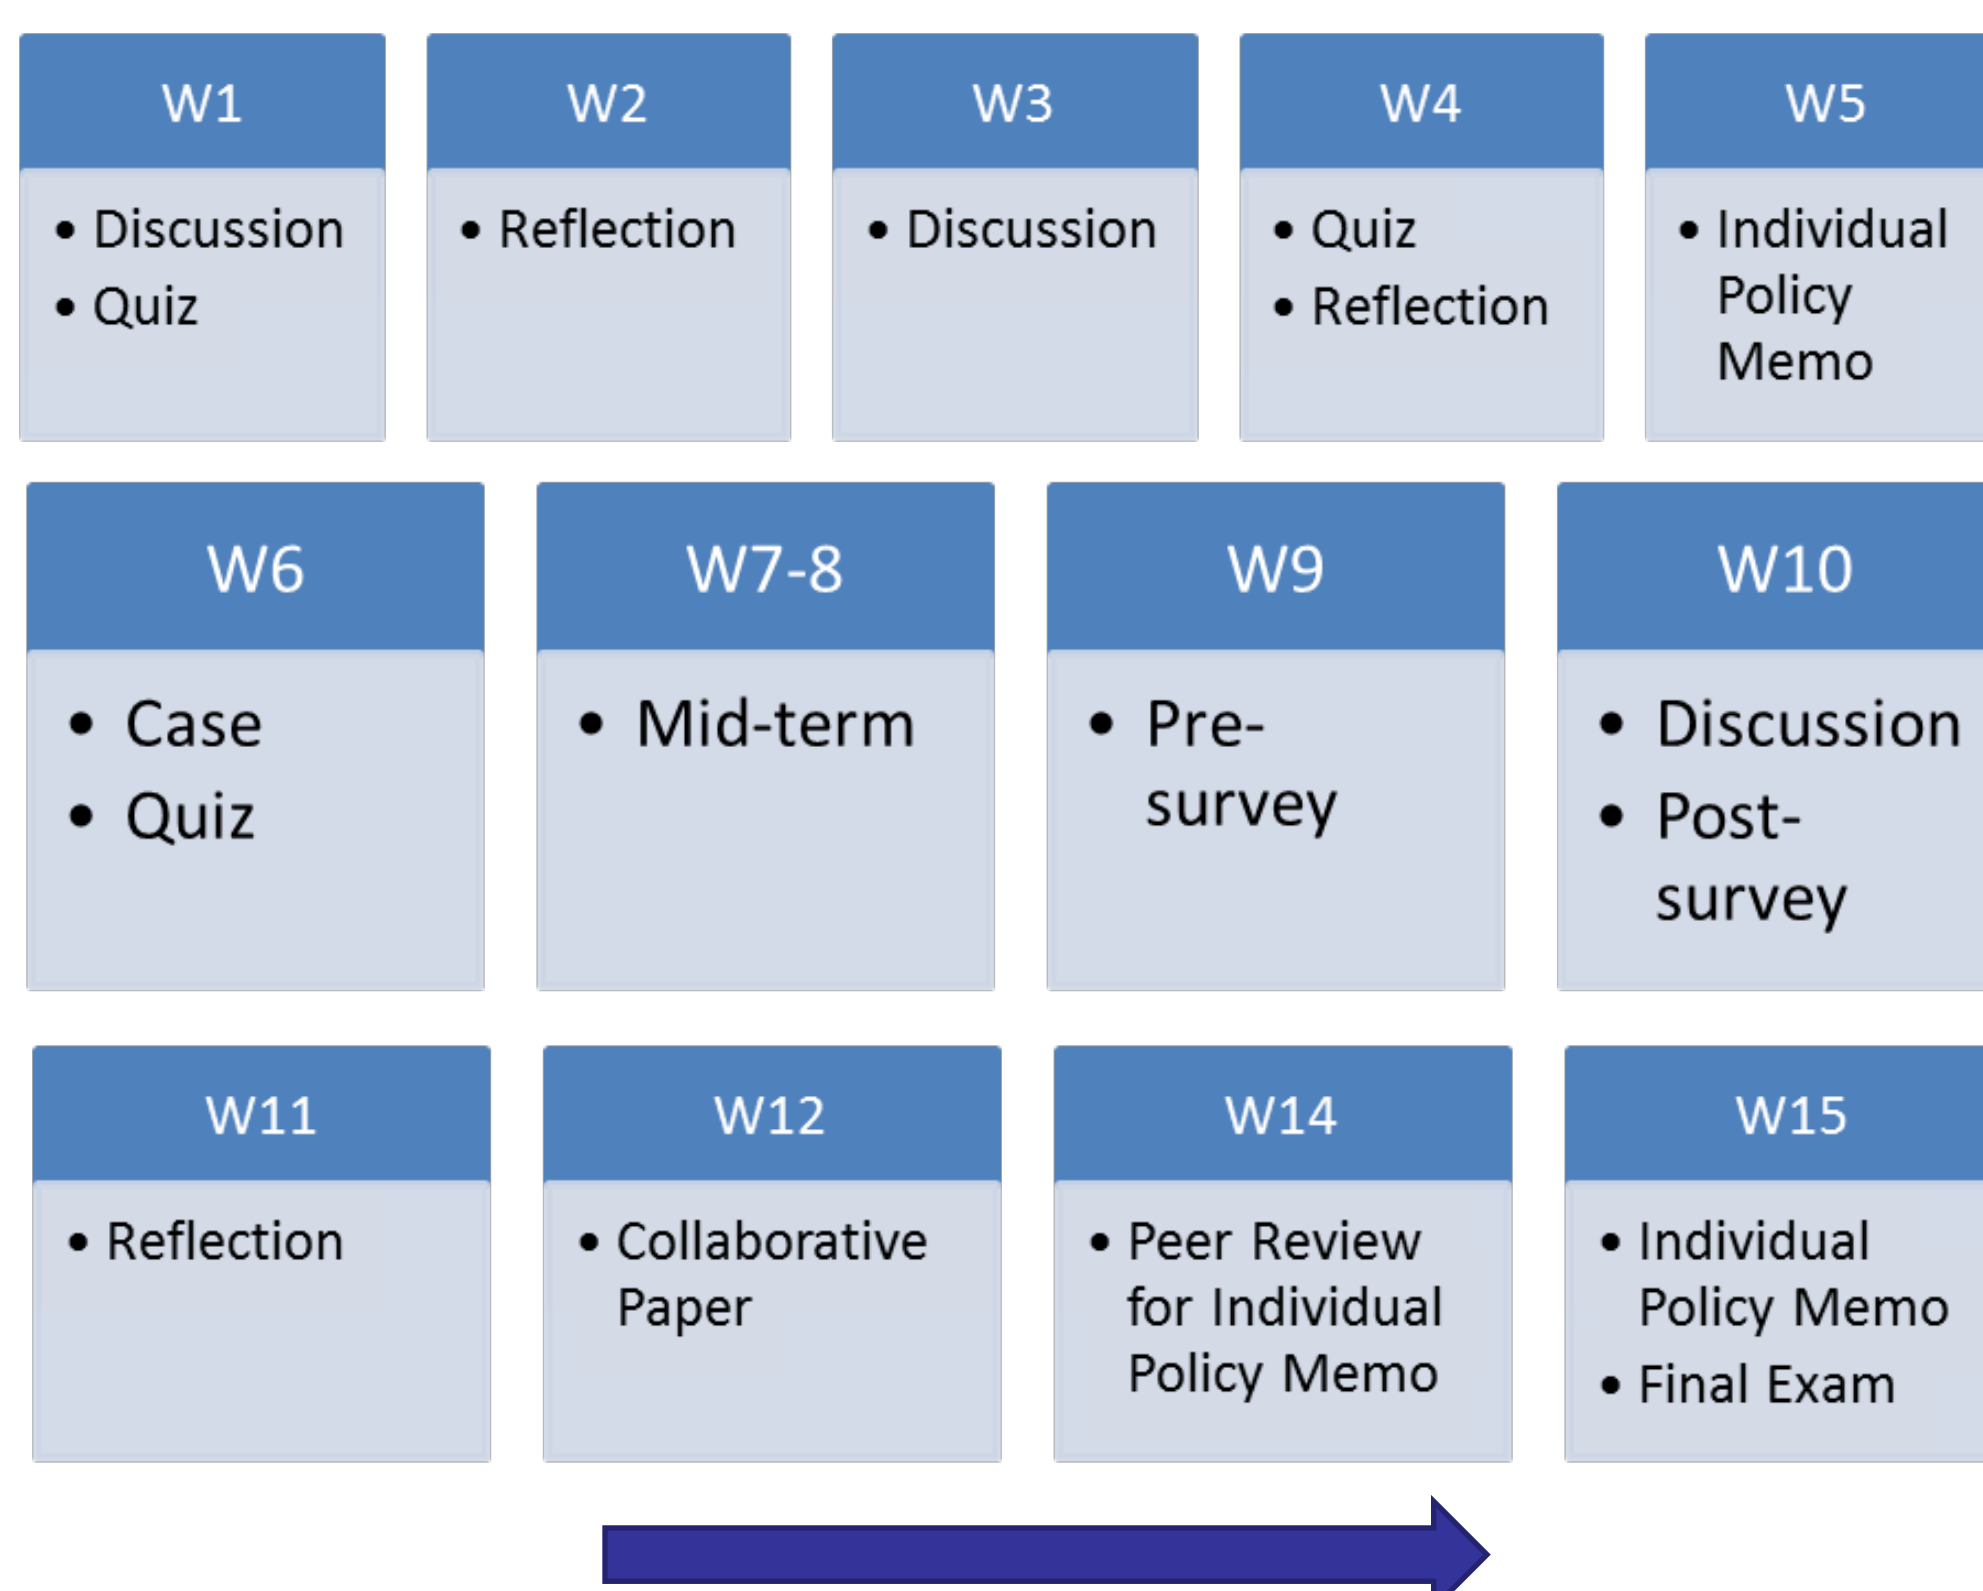 W1
• Discussion
• Quiz
W2
• Reflection
W3
• Discussion
W4
• Quiz
• Reflection
W5
• Individual
Policy
Memo
W6
• Case
• Quiz
W7-8
• Mid-term
W9
• Pre-
survey
W10
• Discussion
• Post-
survey
W11
• Reflection
W12
• Collaborative
Paper
W14
• Peer Review
for Individual
Policy Memo
W15
• Individual
Policy Memo
• Final Exam